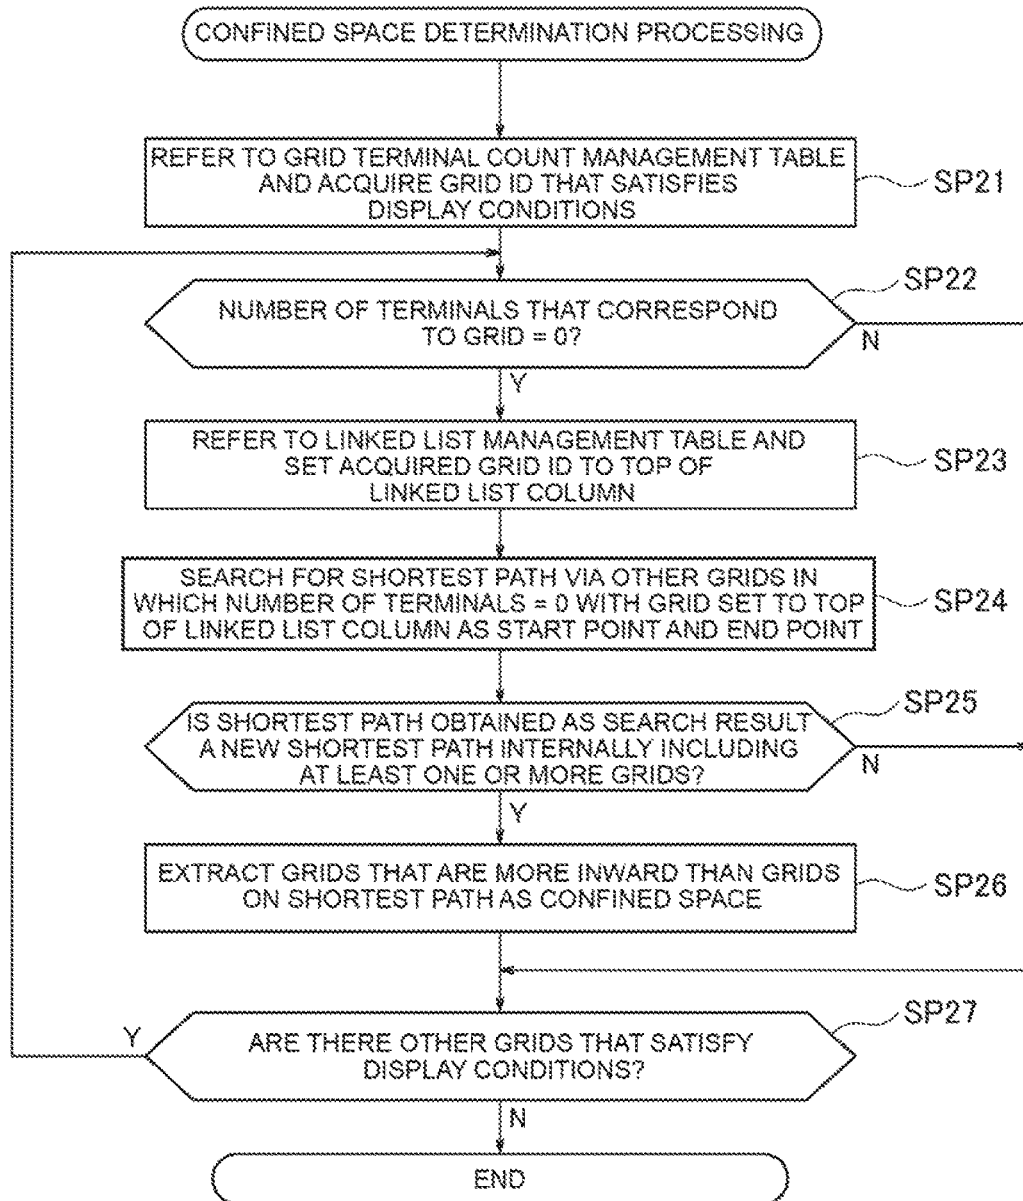 CONFINED SPACE DETERMINATION PROCESSING
REFER TO GRID TERMINAL COUNT MANAGEMENT TABLE
AND ACQUIRE GRID ID THAT SATISFIES
DISPLAY CONDITIONS
SP21
NUMBER OF TERMINALS THAT CORRESPOND
TO GRID = 0?
SP22
N
Y
REFER TO LINKED LIST MANAGEMENT TABLE AND
SET ACQUIRED GRID ID TO TOP OF
LINKED LIST COLUMN
SP23
SEARCH FOR SHORTEST PATH VIA OTHER GRIDS IN
WHICH NUMBER OF TERMINALS = 0 WITH GRID SET TO TOP
OF LINKED LIST COLUMN AS START POINT AND END POINT
SP24
IS SHORTEST PATH OBTAINED AS SEARCH RESULT
A NEW SHORTEST PATH INTERNALLY INCLUDING
AT LEAST ONE OR MORE GRIDS?
SP25
N
Y
EXTRACT GRIDS THAT ARE MORE INWARD THAN GRIDS
ON SHORTEST PATH AS CONFINED SPACE
SP26
Y
ARE THERE OTHER GRIDS THAT SATISFY
DISPLAY CONDITIONS?
SP27
N
END